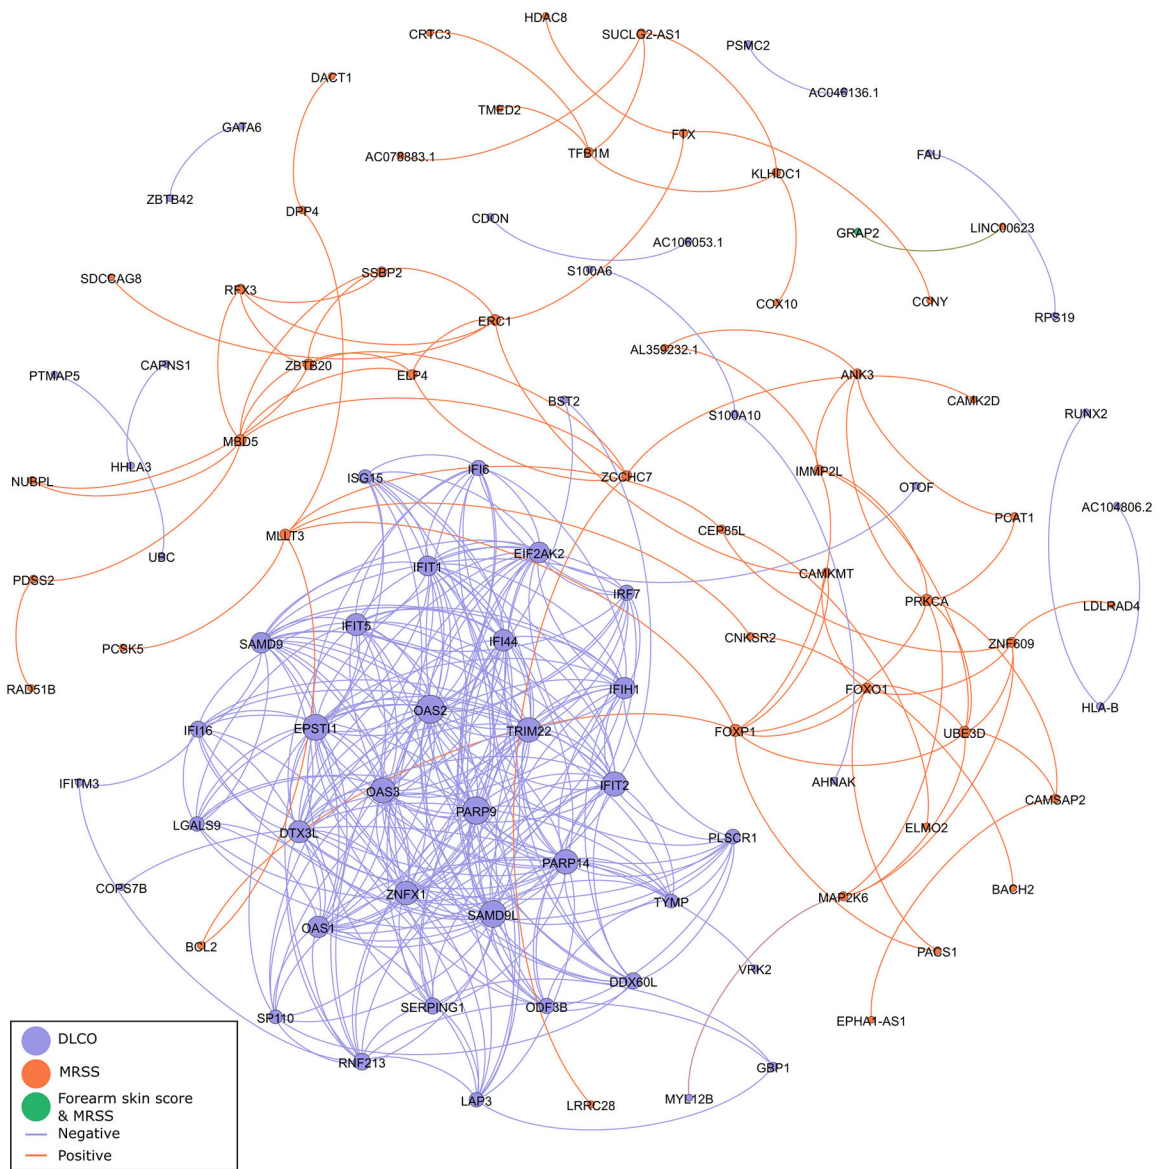 HDAC8
CRTC3
SUCLG2-AS1
PSMC2
DACT1
AC046136.1
TMED2
GATA6
FTX
AC078883.1
TFB1M
FAU
KLHDC1
ZBTB42
DPP4
CDON
LINC00623
GRAP2
AC106053.1
S100A6
SSBP2
SDCCAG8
RFX3
COX10
CCNY
RPS19
ERC1
AL359232.1
CAPNS1
ZBTB20
PTMAP5
ELP4
ANK3
BST2
CAMK2D
S100A10
RUNX2
MBD5
HHLA3
IFI6
IMMP2L
NUBPL
ISG15
ZCCHC7
OTOF
AC104806.2
PCAT1
MLLT3
CEP85L
UBC
EIF2AK2
IFIT1
CAMKMT
PDSS2
IRF7
PRKCA
LDLRAD4
IFIT5
CNKSR2
SAMD9
IFI44
ZNF609
PCSK5
RAD51B
IFIH1
FOXO1
HLA-B
OAS2
IFI16
EPSTI1
TRIM22
FOXP1
UBE3D
IFITM3
IFIT2
AHNAK
OAS3
CAMSAP2
PARP9
LGALS9
DTX3L
ELMO2
PLSCR1
PARP14
COPS7B
ZNFX1
BACH2
MAP2K6
TYMP
SAMD9L
OAS1
BCL2
PACS1
VRK2
DDX60L
SERPING1
ODF3B
SP110
EPHA1-AS1
RNF213
GBP1
LAP3
LRRC28
MYL12B
DLCO
MRSS
Forearm skin score
& MRSS
Negative
Positive